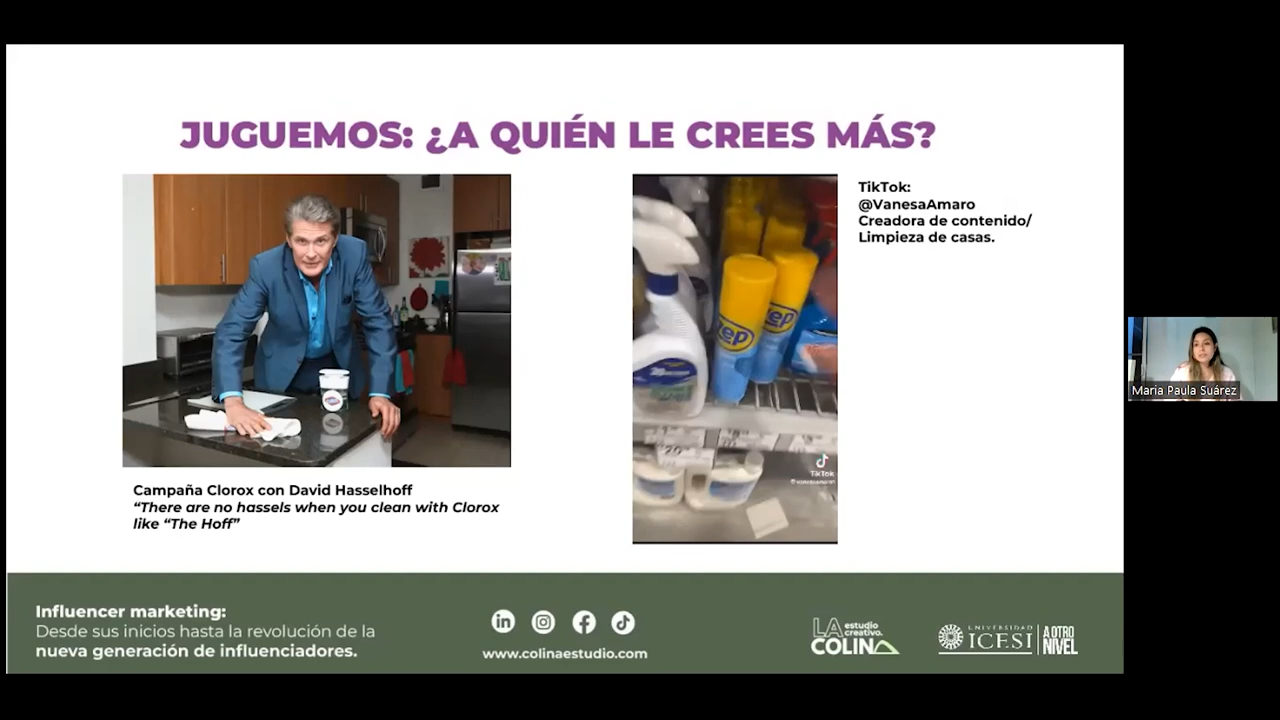 JUGUEMOS: ¿A QUIÉN LE CREES MÁS?
TikTok:
@VanesaAmaro
Creadora de contenido/
Limpieza de casas.
zep
zep
TikTok
Campaña Clorox con David Hasselhoff
“There are no hassels when you clean with Clorox
like “The Hoff”
Maria Paula Suárez
Influencer marketing:
Desde sus inicios hasta la revolución de la
nueva generación de influenciadores.
www.colinaestudio.com
LA estudio
creativo.
COLINA
UNIVERSIDAD
ICESI
A OTRO
NIVEL